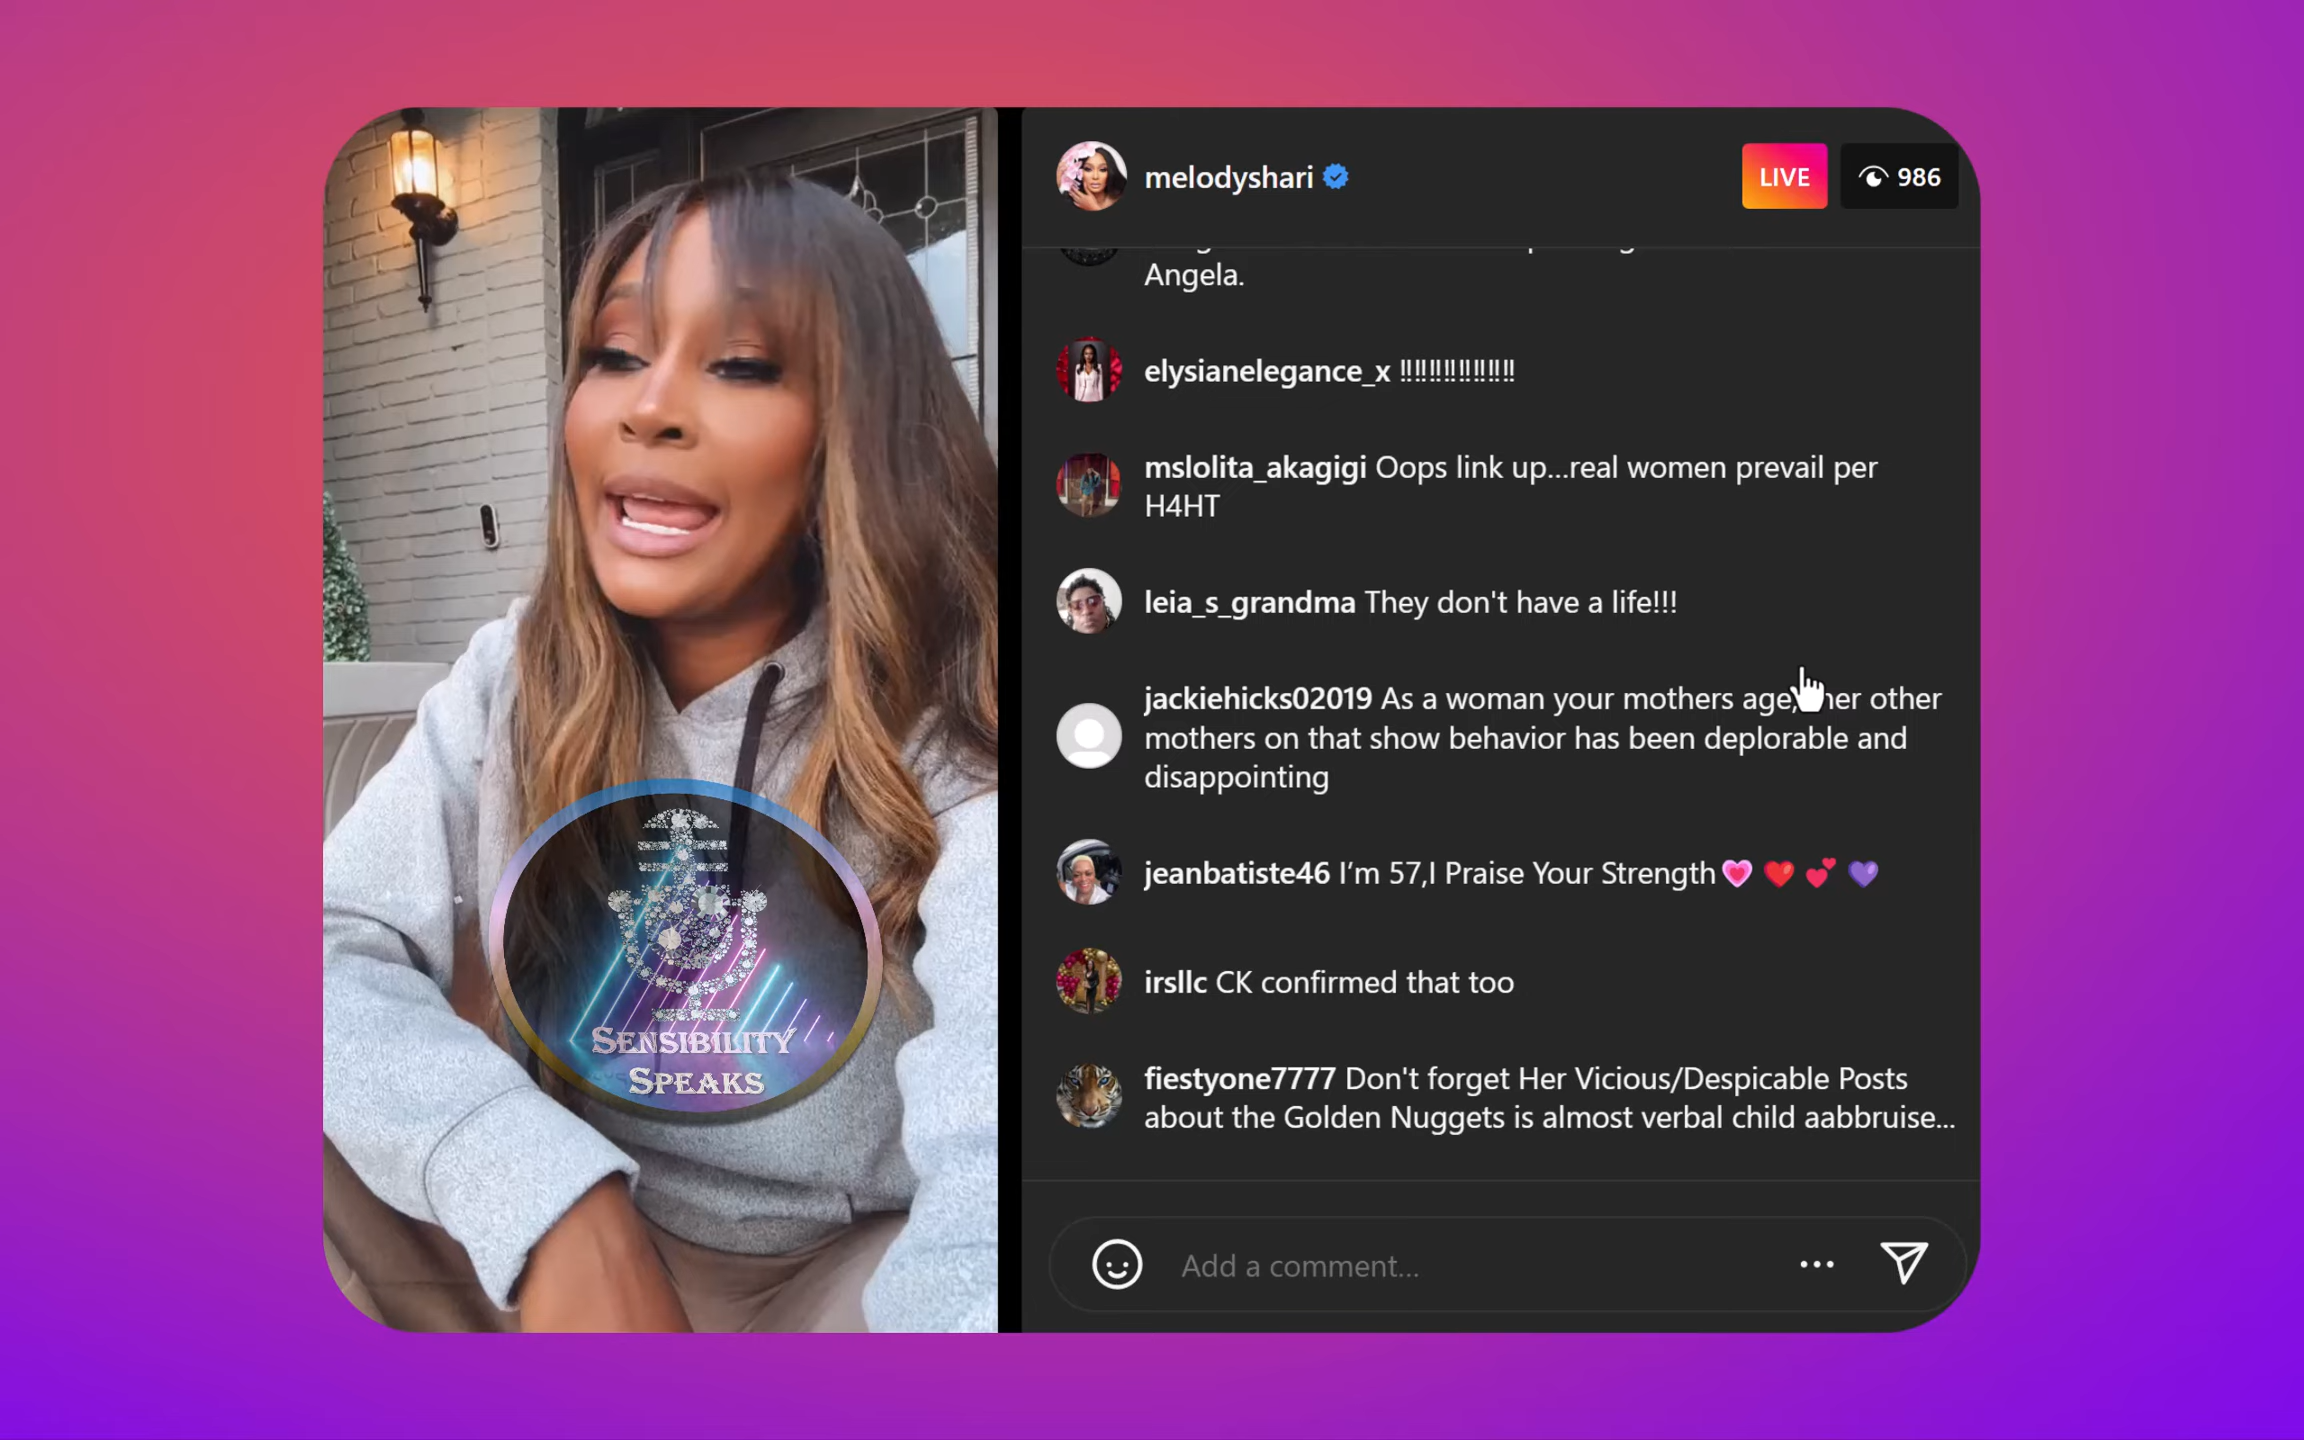 melodyshari
LIVE
986
Angela.
elysianelegance_x ‼‼‼‼‼‼‼‼
mslolita_akagigi Oops link up...real women prevail per
H4HT
leia_s_grandma They don't have a life!!!
jackiehicks02019 As a woman your mothers age, her other
mothers on that show behavior has been deplorable and
disappointing
jeanbatiste46 I'm 57,I Praise Your Strength💗 ❤️ 💕 💜
irsllc CK confirmed that too
fiestyone7777 Don't forget Her Vicious/Despicable Posts
about the Golden Nuggets is almost verbal child aabbruise...
Add a comment...
SENSIBILITY
SPEAKS